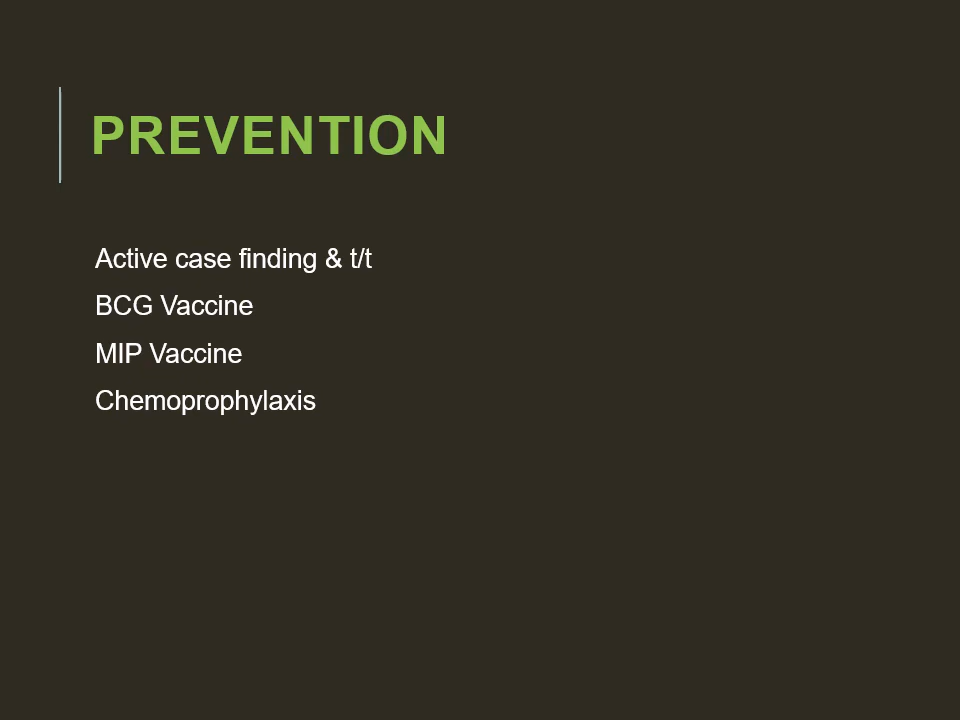 PREVENTION
Active case finding & t/t
BCG Vaccine
MIP Vaccine
Chemoprophylaxis